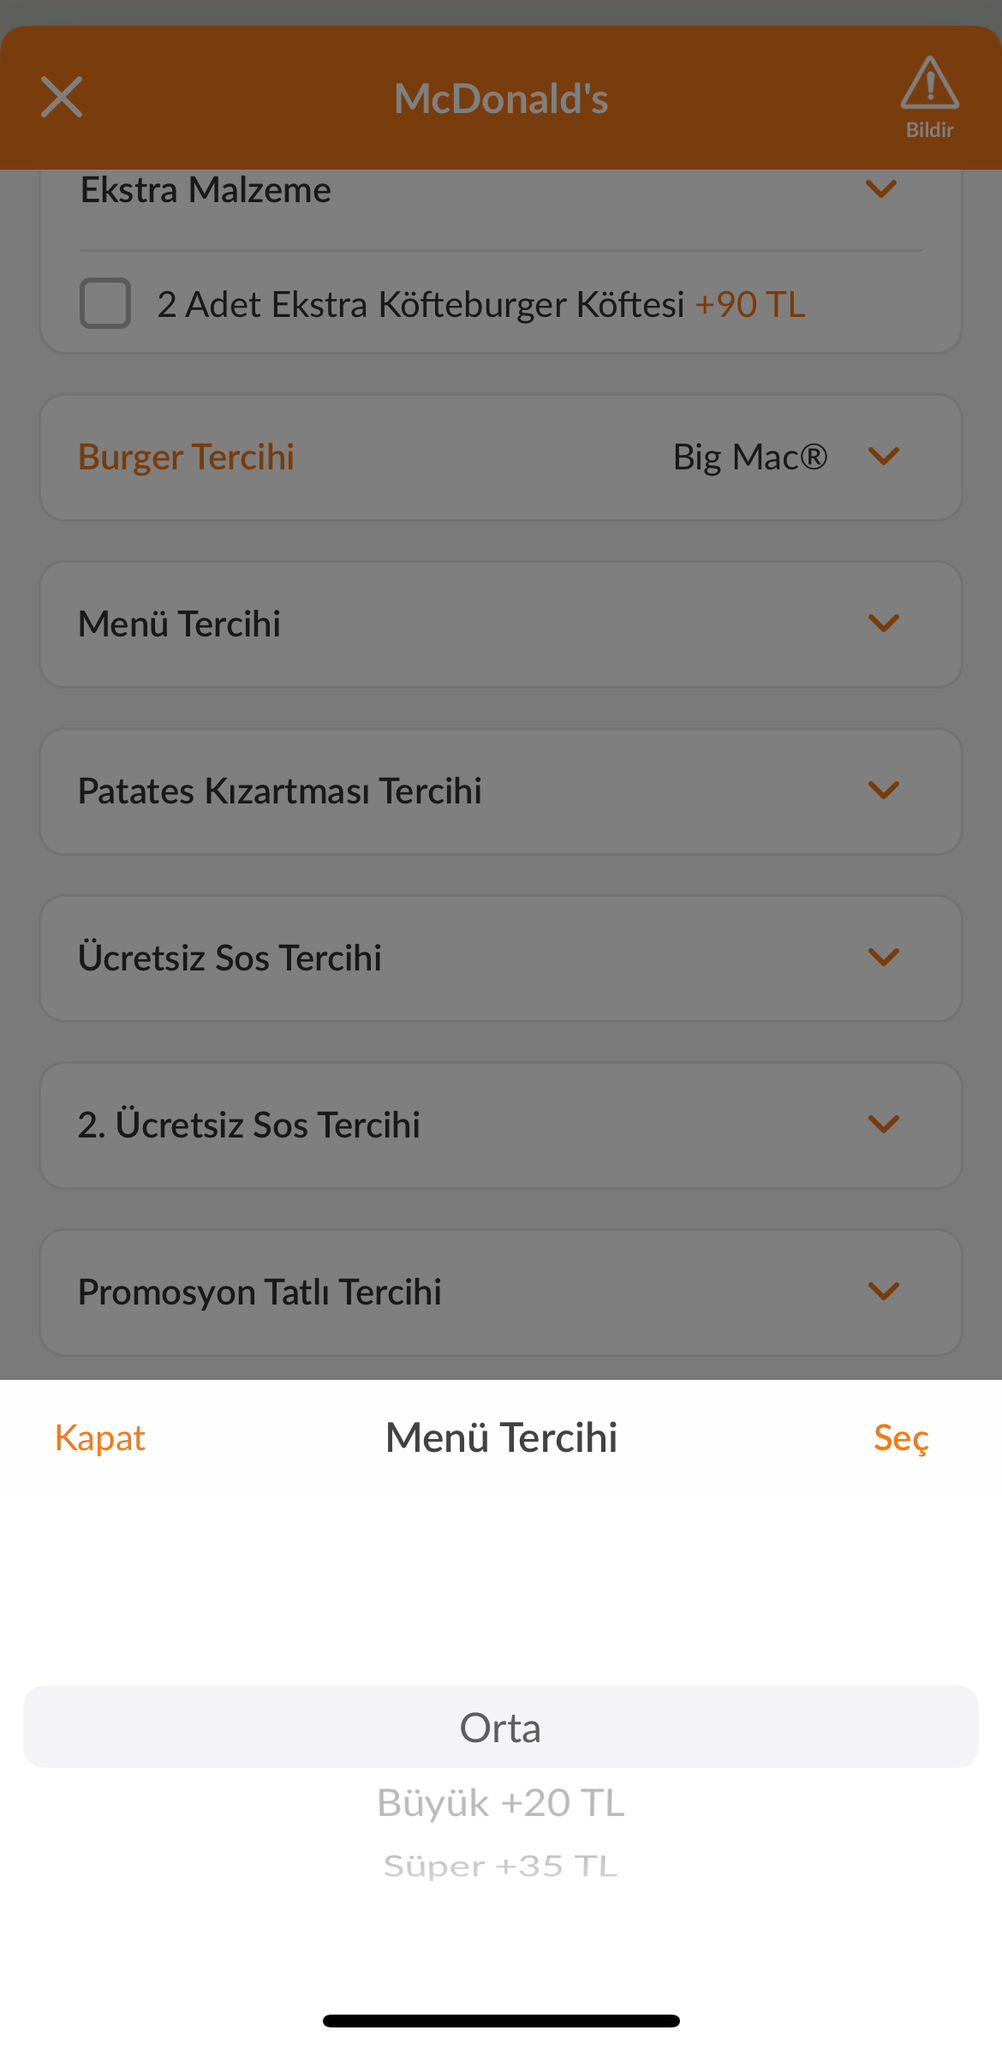 McDonald's
Bildir
Ekstra Malzeme
2 Adet Ekstra Köfteburger Köftesi +90 TL
Burger Tercihi Big Mac®
Menü Tercihi
Patates Kızartması Tercihi
Ücretsiz Sos Tercihi
2. Ücretsiz Sos Tercihi
Promosyon Tatlı Tercihi
Kapat Menü Tercihi Seç
Orta
Büyük +20 TL
Süper +35 TL